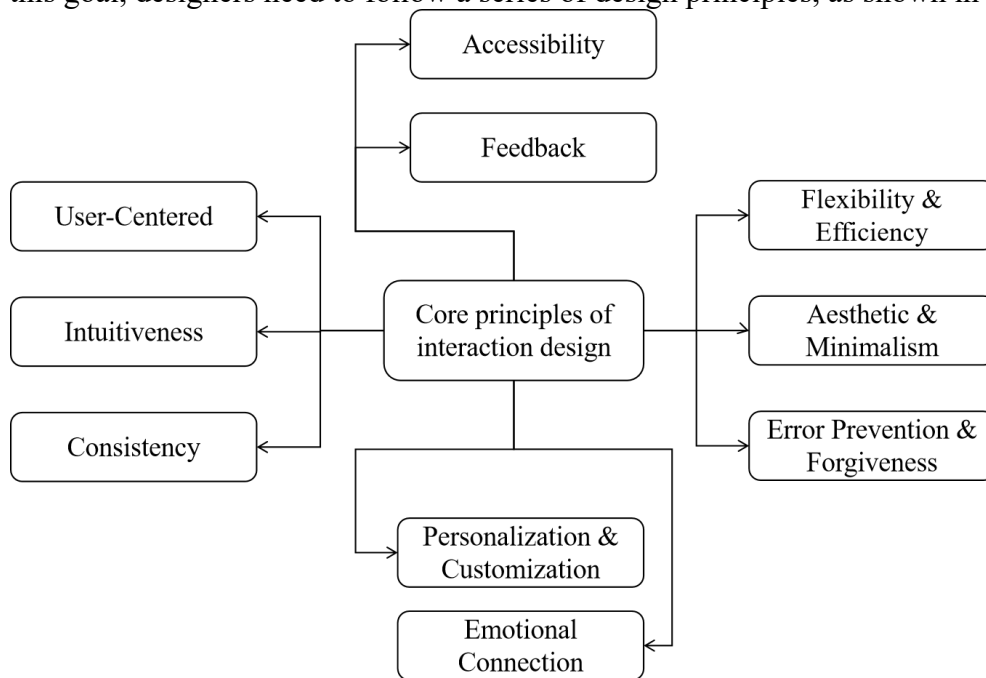 this goal, designers need to follow a series of design principles, as shown in
Accessibility
Feedback
User-Centered
Flexibility &
Efficiency
Intuitiveness
Core principles of
interaction design
Aesthetic &
Minimalism
Consistency
Error Prevention &
Forgiveness
Personalization &
Customization
Emotional
Connection